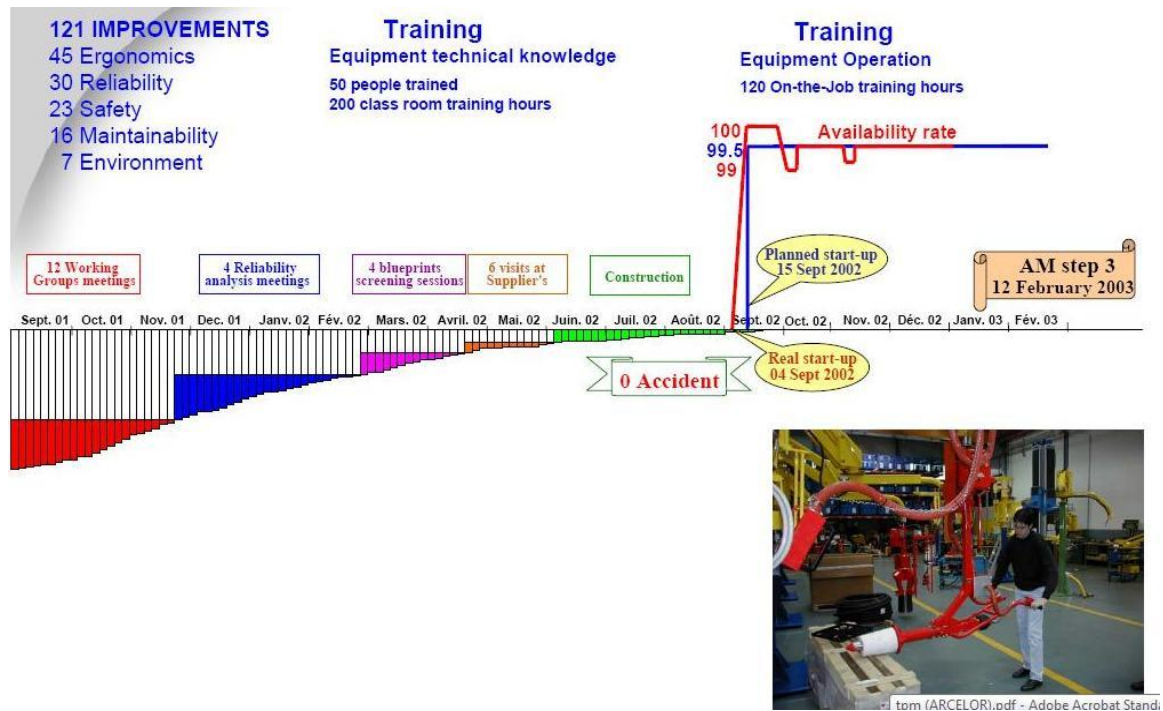 121 IMPROVEMENTS
45 Ergonomics
30 Reliability
23 Safety
16 Maintainability
7 Environment
Training
Equipment technical knowledge
50 people trained
200 class room training hours
Training
Equipment Operation
120 On-the-Job training hours
100
99.5
99
Availability rate
12 Working
Groups meetings
4 Reliability
analysis meetings
4 blueprints
screening sessions
6 visits at
Supplier's
Construction
Planned start-up
15 Sept 2002
AM step 3
12 February 2003
Sept. 01 Oct. 01 Nov. 01 Dec. 01 Janv. 02 Fév. 02 Mars. 02 Avril. 02 Mai. 02 Juin. 02 Juil. 02 Août. 02 Sept. 02 Oct. 02 Nov. 02 Déc. 02 Janv. 03 Fév. 03
Real start-up
04 Sept 2002
0 Accident
tpm (ARCELOR).pdf - Adobe Acrobat Standa